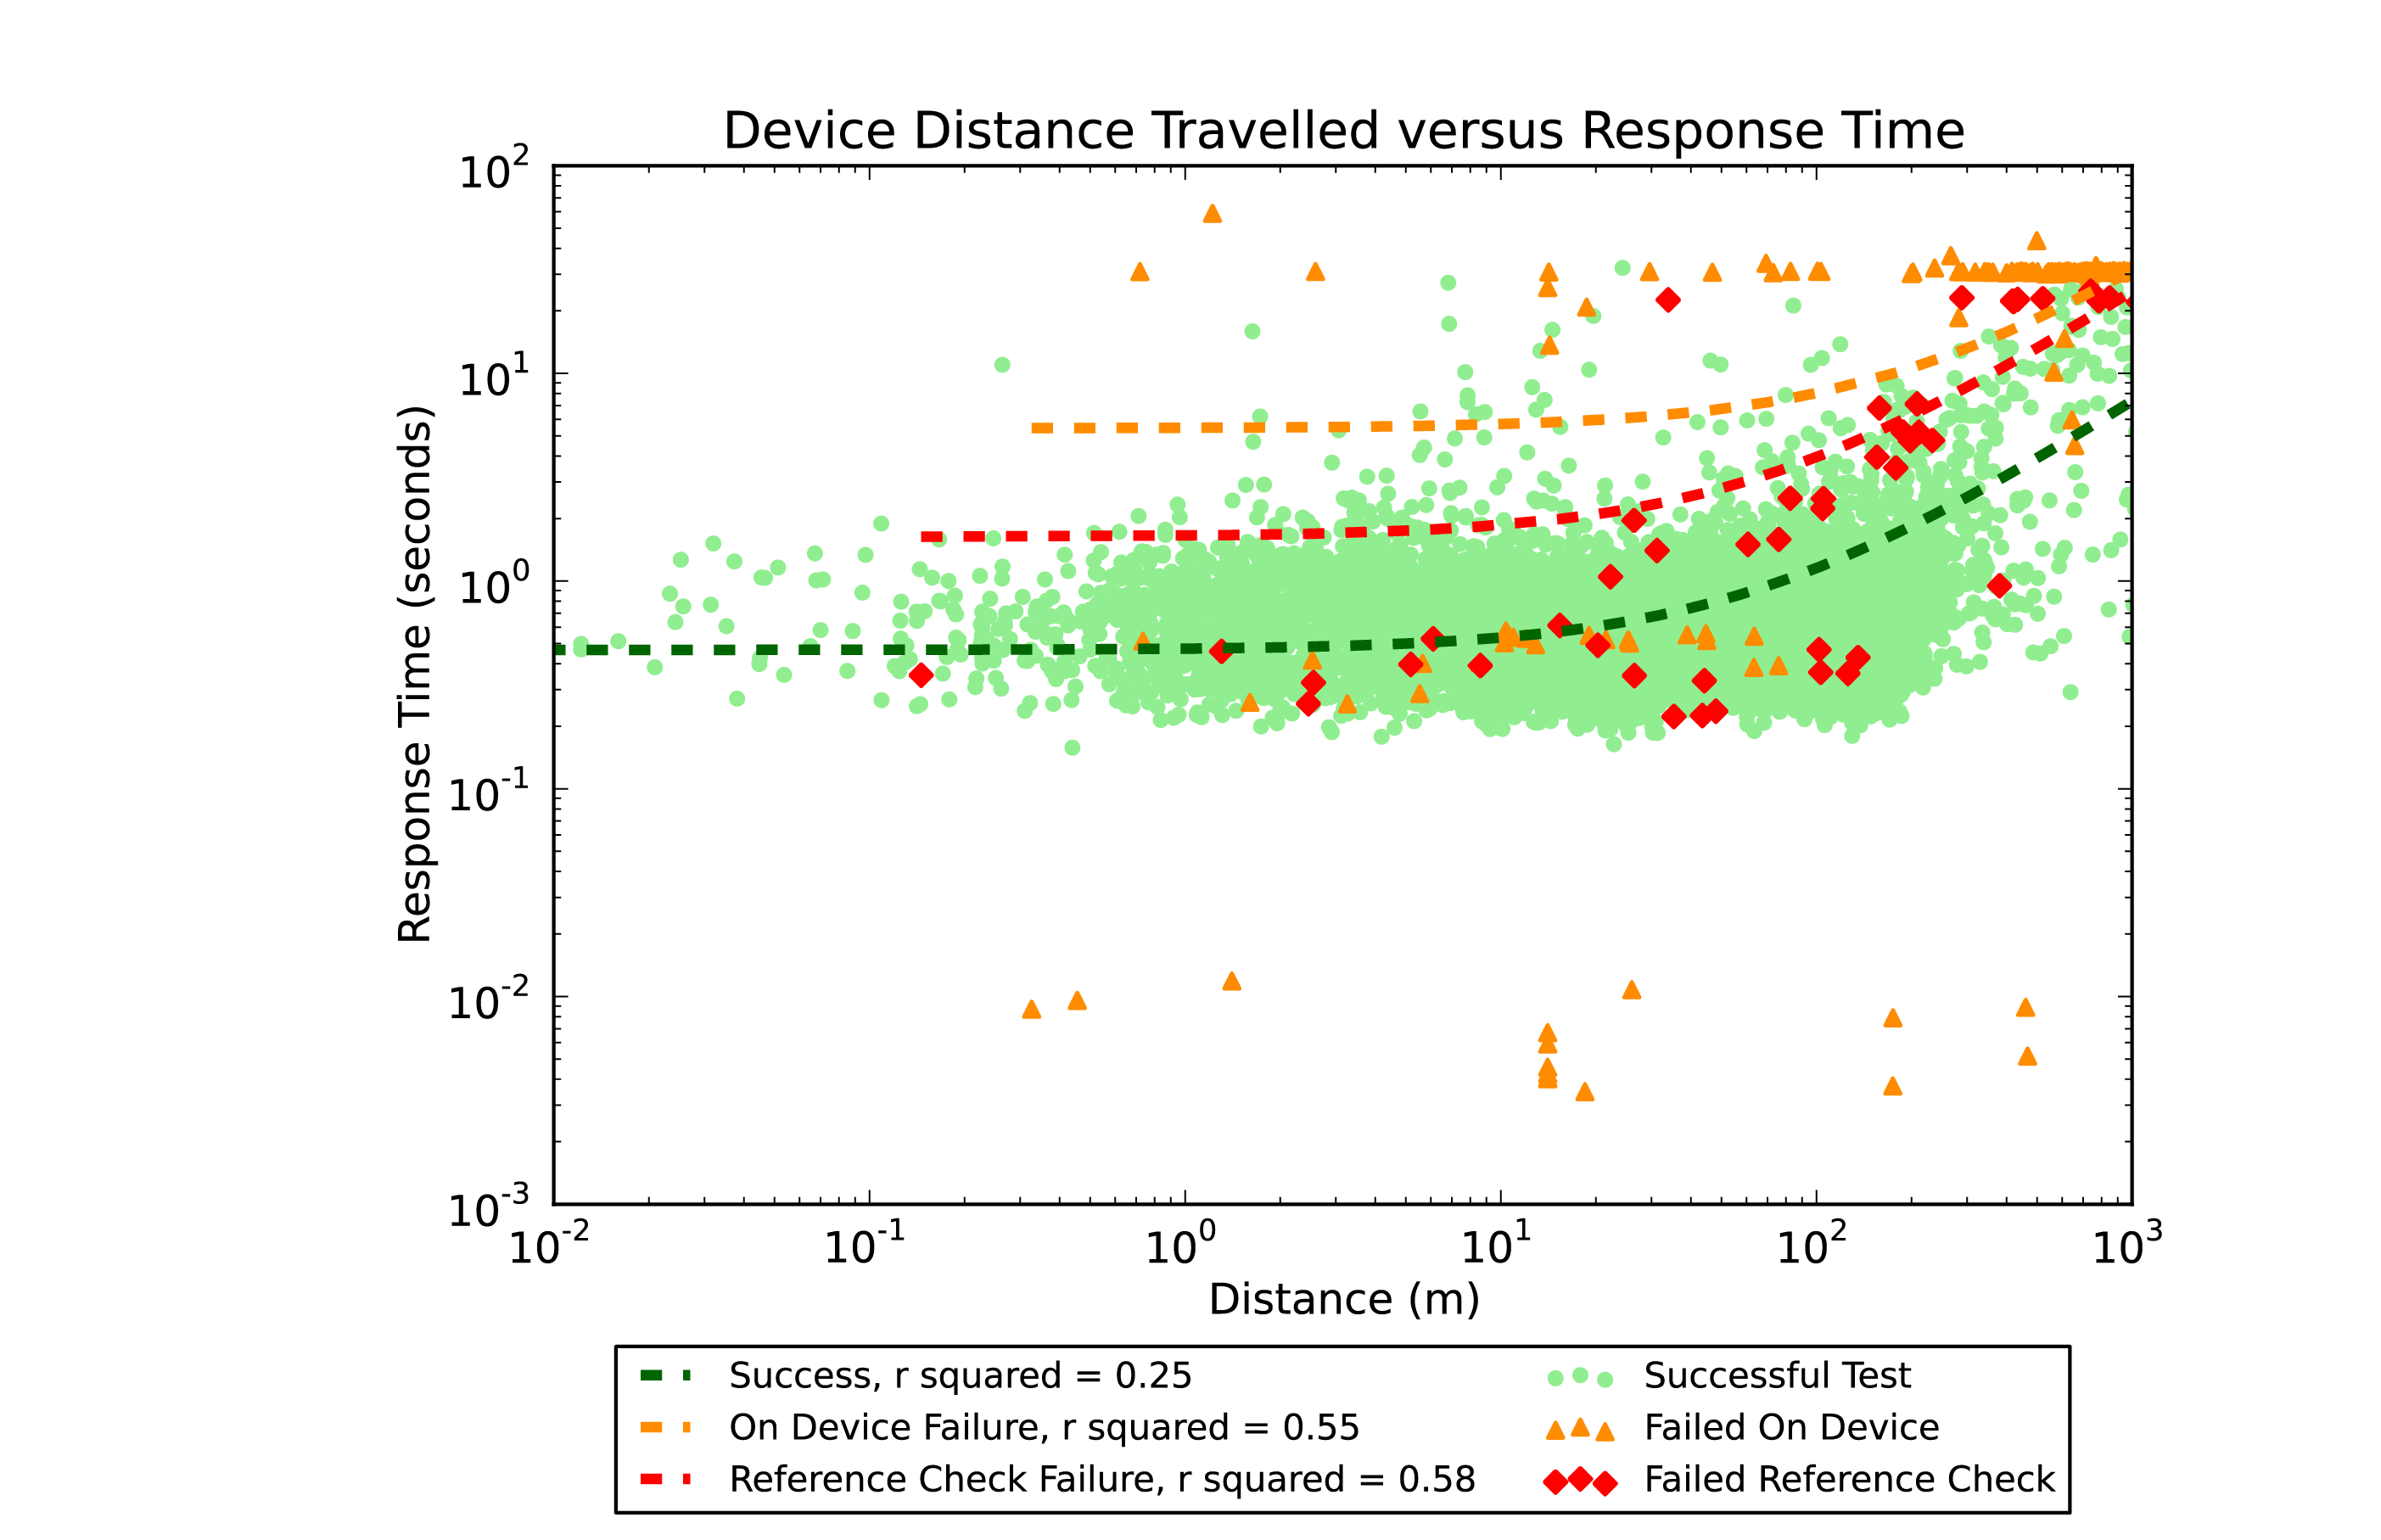 Device Distance Travelled versus Response Time
10^2
10^1
10^0
10^-1
10^-2
10^-3
Response Time (seconds)
10^-2 10^-1 10^0 10^1 10^2 10^3
Distance (m)
Success, r squared = 0.25
On Device Failure, r squared = 0.55
Reference Check Failure, r squared = 0.58
Successful Test
Failed On Device
Failed Reference Check